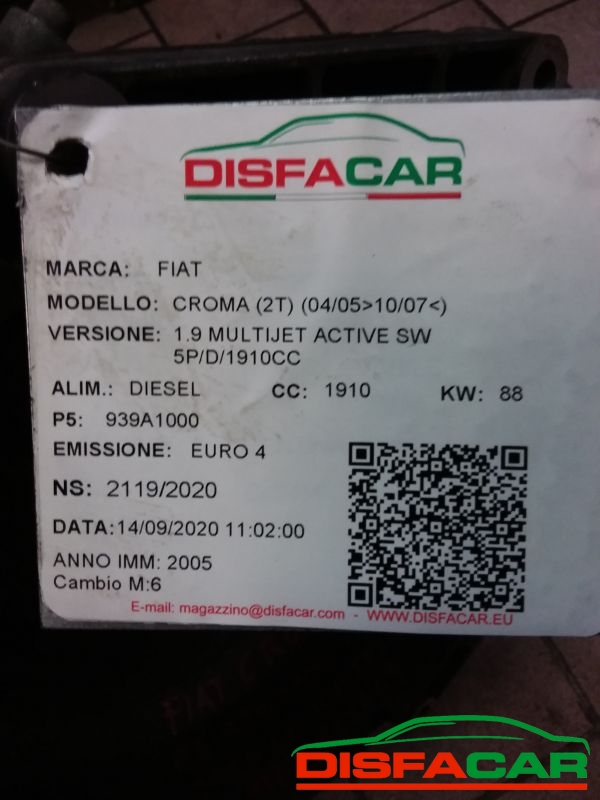 DISFACAR
MARCA: FIAT
MODELLO: CROMA (2T) (04/05>10/07<)
VERSIONE: 1.9 MULTIJET ACTIVE SW
5P/D/1910CC
ALIM.: DIESEL CC: 1910 KW: 88
P5: 939A1000
EMISSIONE: EURO 4
NS: 2119/2020
DATA:14/09/2020 11:02:00
ANNO IMM: 2005
Cambio M:6
E-mail: magazzino@disfacar.com - WWW.DISFACAR.EU
FIAT
DISFACAR